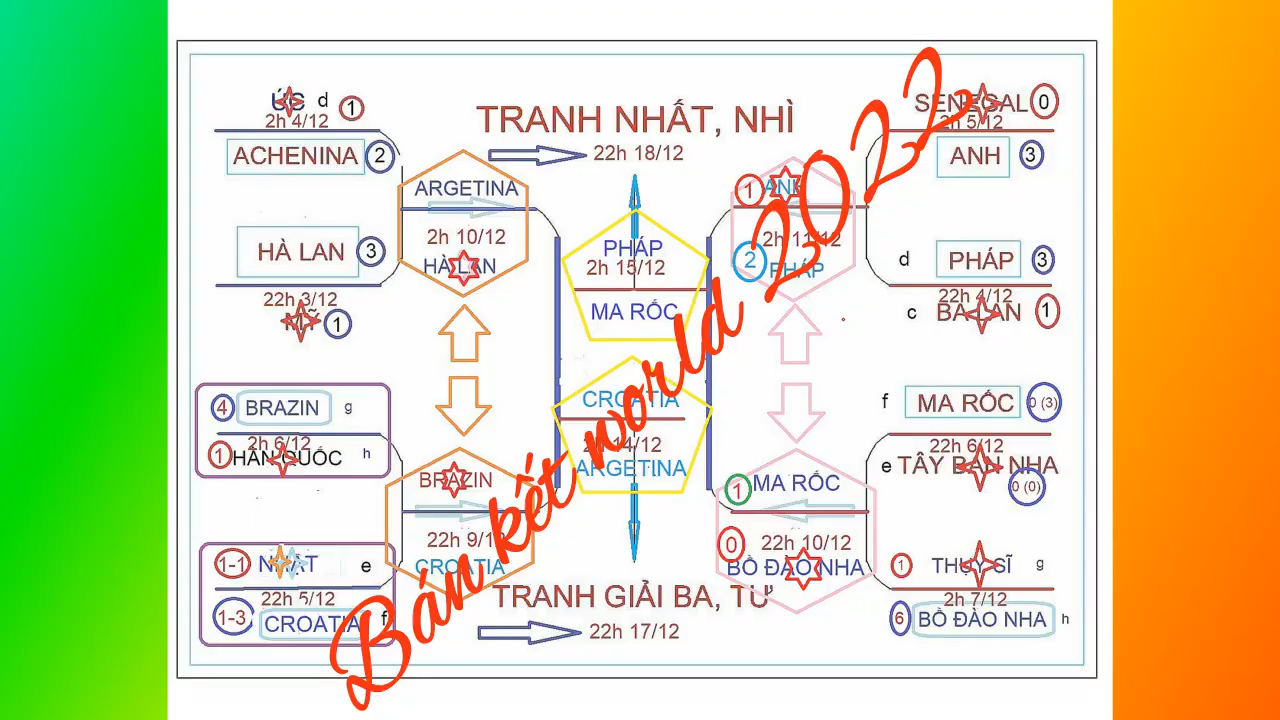 ÚC d 1
2h 4/12
ACHENINA 2
HÀ LAN 3
22h 3/12
MỸ 1
ARGETINA
2h 10/12
HÀ LAN
TRANH NHẤT, NHÌ
22h 18/12
PHÁP
2h 15/12
MA RỐC
CROATIA
2h 14/12
ARGETINA
1 ANH
2h 11/12
2 PHÁP
SENEGAL 0
2h 5/12
ANH 3
d PHÁP 3
22h 4/12
c BA LAN 1
4 BRAZIN g
2h 6/12
1 HÀN QUỐC h
1-1 NHẬT e
22h 5/12
1-3 CROATIA f
BRAZIN
22h 9/12
CROATIA
1 MA RỐC
22h 10/12
0 BỒ ĐÀO NHA
f MA RỐC 0 (3)
22h 6/12
e TÂY BAN NHA
0 (0)
1 THỤY SĨ g
2h 7/12
6 BỒ ĐÀO NHA h
TRANH GIẢI BA, TƯ
22h 17/12
Bán kết world 2022